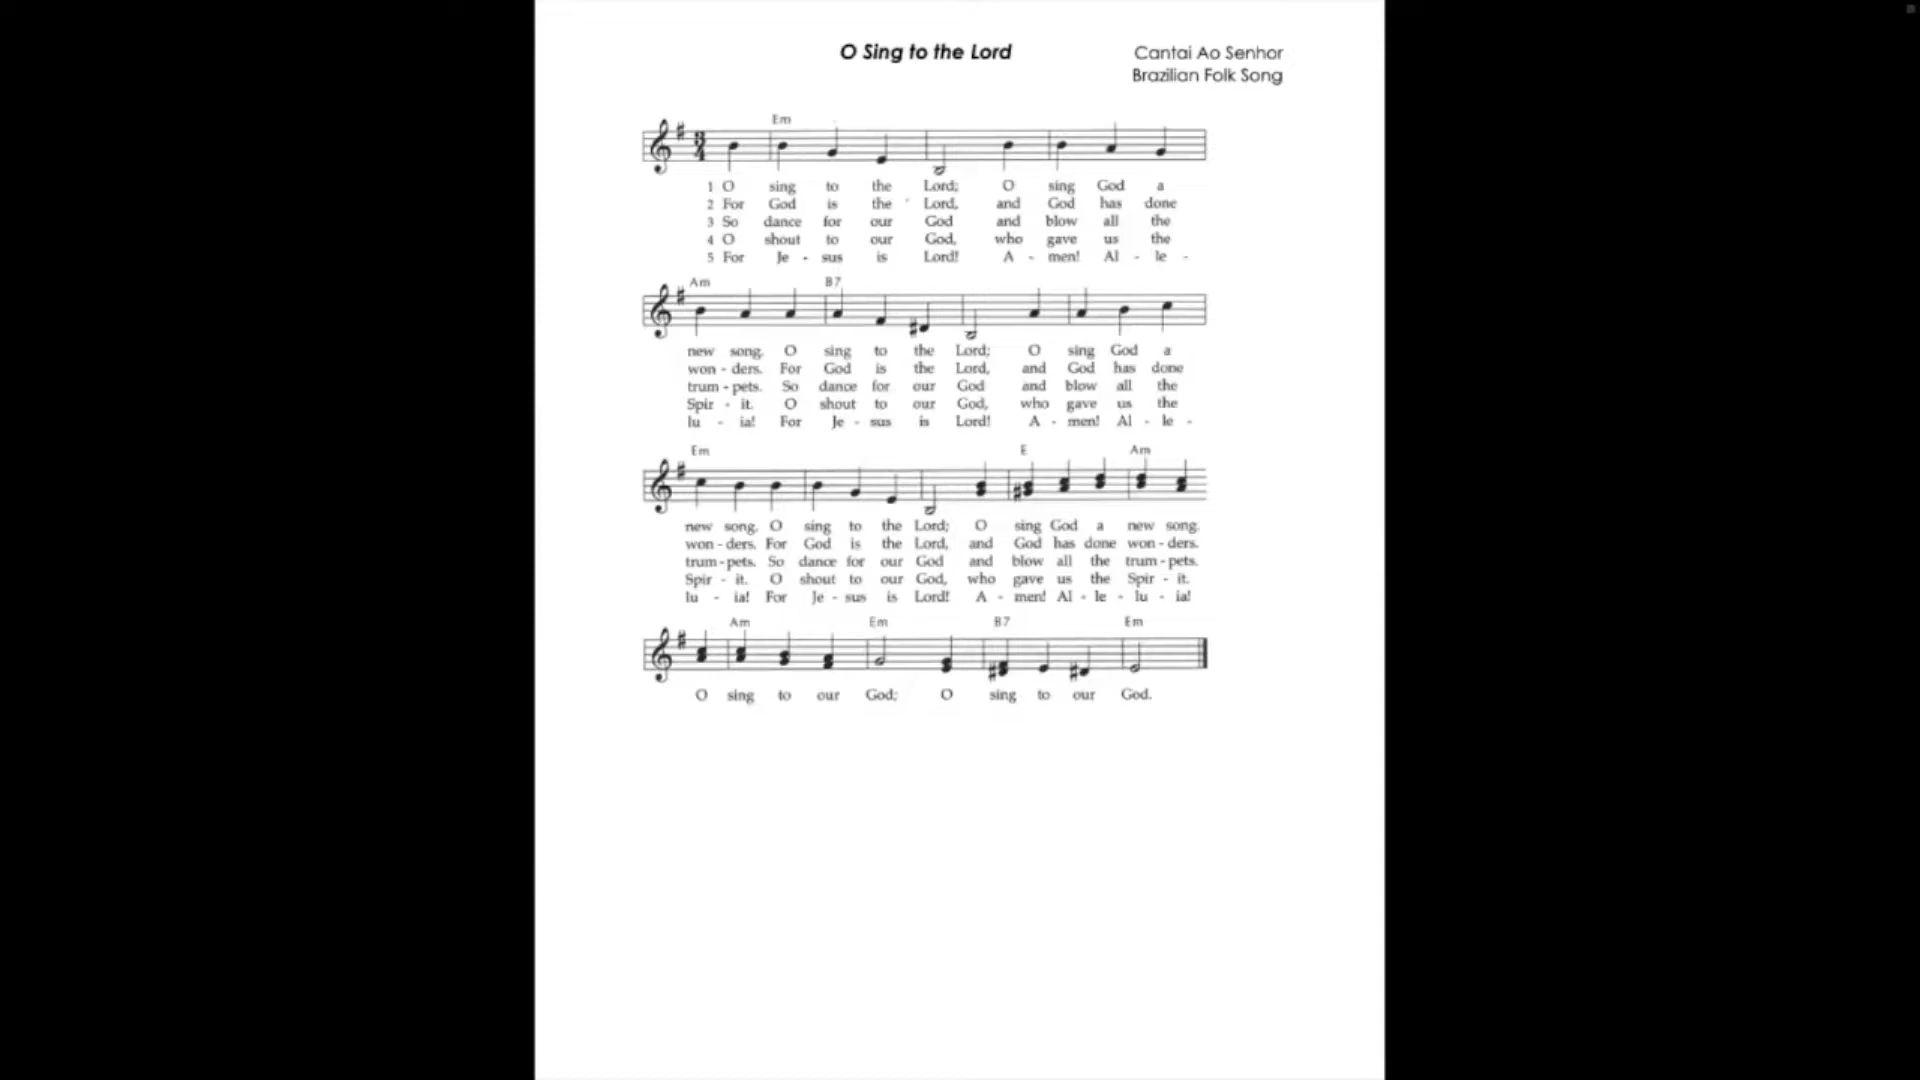 O Sing to the Lord
Cantai Ao Senhor
Brazilian Folk Song
Em
3 4
1 O sing to the Lord; O sing God a
2 For God is the Lord, and God has done
3 So dance for our God and blow all the
4 O shout to our God, who gave us the
5 For Je - sus is Lord! A - men! Al - le -
Am B7
new song. O sing to the Lord; O sing God a
won - ders. For God is the Lord, and God has done
trum - pets. So dance for our God and blow all the
Spir - it. O shout to our God, who gave us the
lu - ia! For Je - sus is Lord! A - men! Al - le -
Em E Am
new song. O sing to the Lord; O sing God a new song.
won - ders. For God is the Lord, and God has done won - ders.
trum - pets. So dance for our God and blow all the trum - pets.
Spir - it. O shout to our God, who gave us the Spir - it.
lu - ia! For Je - sus is Lord! A - men! Al - le - lu - ia!
Am Em B7 Em
O sing to our God; O sing to our God.